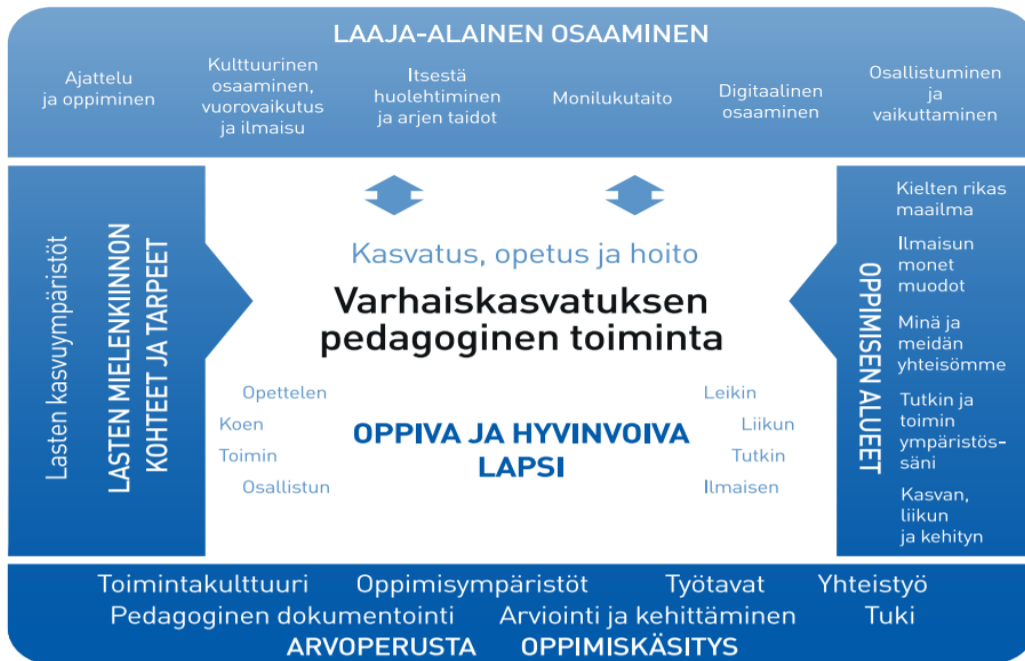 LAAJA-ALAINEN OSAAMINEN
Ajattelu
ja oppiminen
Kulttuurinen
osaaminen,
vuorovaikutus
ja ilmaisu
Itsestä
huolehtiminen
ja arjen taidot
Monilukutaito
Digitaalinen
osaaminen
Osallistuminen
ja
vaikuttaminen
Lasten kasvuympäristöt
LASTEN MIELENKIINNON
KOHTEET JA TARPEET
Kasvatus, opetus ja hoito
Varhaiskasvatuksen
pedagoginen toiminta
Opettelen
Koen
Toimin
Osallistun
OPPIVA JA HYVINVOIVA
LAPSI
Leikin
Liikun
Tutkin
Ilmaisen
OPPIMISEN ALUEET
Kielten rikas
maailma
Ilmaisun
monet
muodot
Minä ja
meidän
yhteisömme
Tutkin ja
toimin
ympäristös-
säni
Kasvan,
liikun
ja kehityn
Toimintakulttuuri Oppimisympäristöt Työtavat Yhteistyö
Pedagoginen dokumentointi Arviointi ja kehittäminen Tuki
ARVOPERUSTA OPPIMISKÄSITYS